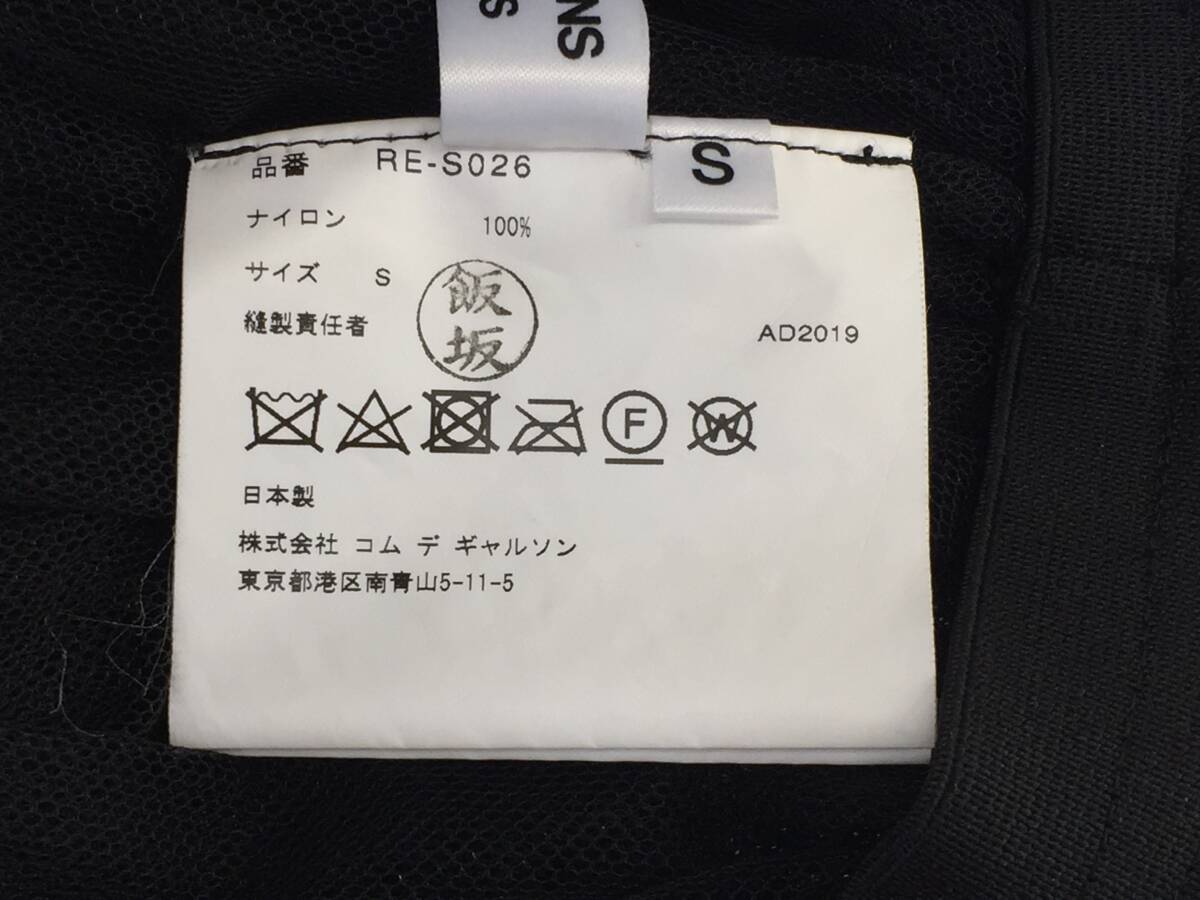 S
NS
S
品番 RE-S026
ナイロン 100%
サイズ S
縫製責任者 飯坂
AD2019
F
W
日本製
株式会社 コム デ ギャルソン
東京都港区南青山5-11-5